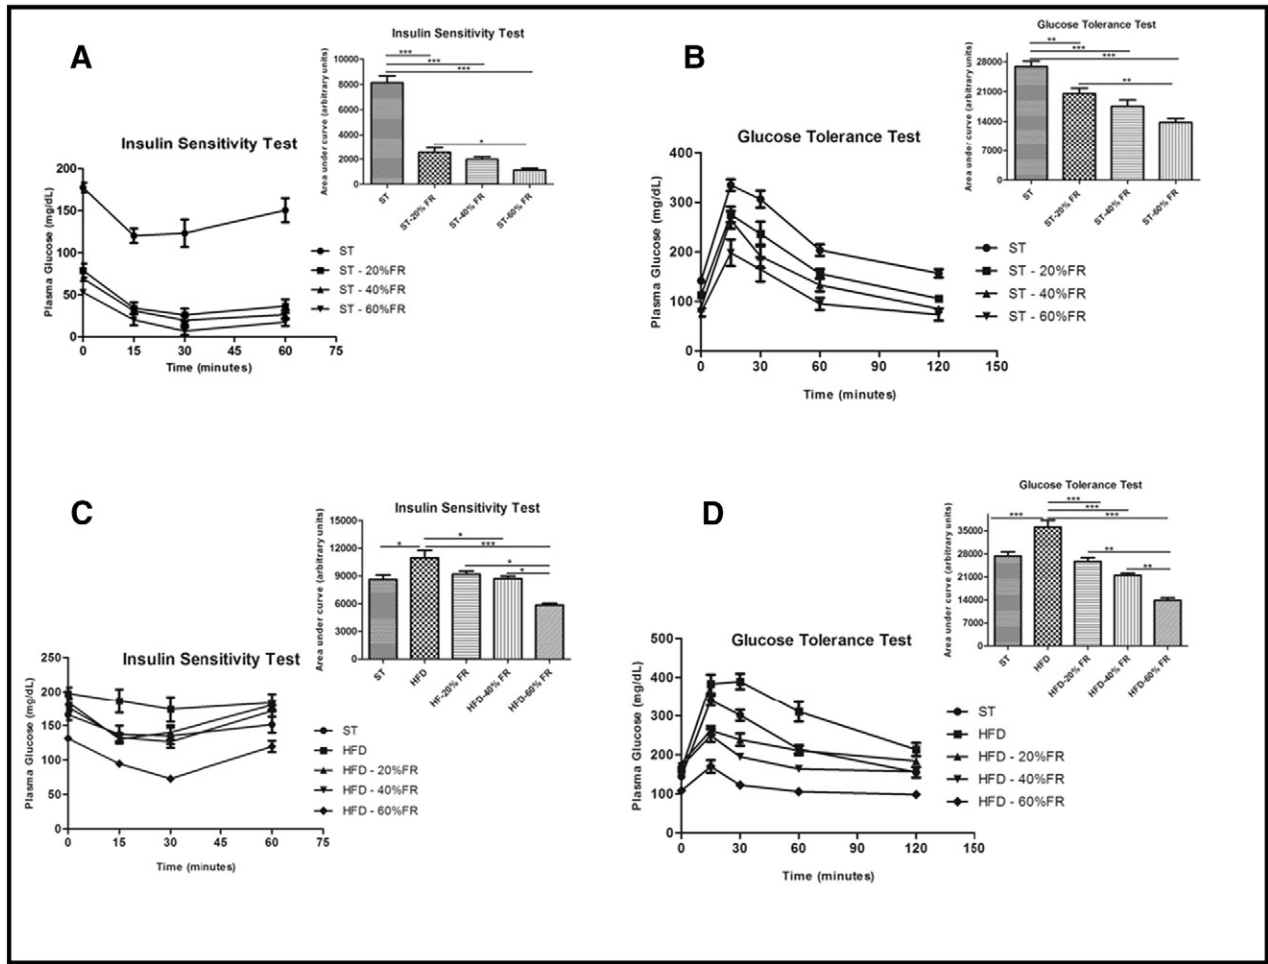 A
Insulin Sensitivity Test
Area under curve (arbitrary units)
10000
8000
6000
4000
2000
0
***
***
***
*
ST
ST-20% FR
ST-40% FR
ST-60% FR
Insulin Sensitivity Test
Plasma Glucose (mg/dL)
200
150
100
50
0
0 15 30 45 60 75
Time (minutes)
ST
ST - 20%FR
ST - 40%FR
ST - 60%FR
B
Glucose Tolerance Test
Area under curve (arbitrary units)
28000
21000
14000
7000
0
**
***
***
**
ST
ST-20% FR
ST-40% FR
ST-60% FR
Glucose Tolerance Test
Plasma Glucose (mg/dL)
400
300
200
100
0
0 30 60 90 120 150
Time (minutes)
ST
ST - 20%FR
ST - 40%FR
ST - 60%FR
C
Insulin Sensitivity Test
Area under curve (arbitrary units)
15000
12000
9000
6000
3000
0
*
*
***
*
*
ST
HFD
HF-20% FR
HFD-40% FR
HFD-60% FR
Insulin Sensitivity Test
Plasma Glucose (mg/dL)
250
200
150
100
50
0
0 15 30 45 60 75
Time (minutes)
ST
HFD
HFD - 20%FR
HFD - 40%FR
HFD - 60%FR
D
Glucose Tolerance Test
Area under curve (arbitrary units)
35000
28000
21000
14000
7000
0
***
***
***
***
**
**
ST
HFD
HFD-20% FR
HFD-40% FR
HFD-60% FR
Glucose Tolerance Test
Plasma Glucose (mg/dL)
500
400
300
200
100
0
0 30 60 90 120 150
Time (minutes)
ST
HFD
HFD - 20%FR
HFD - 40%FR
HFD - 60%FR